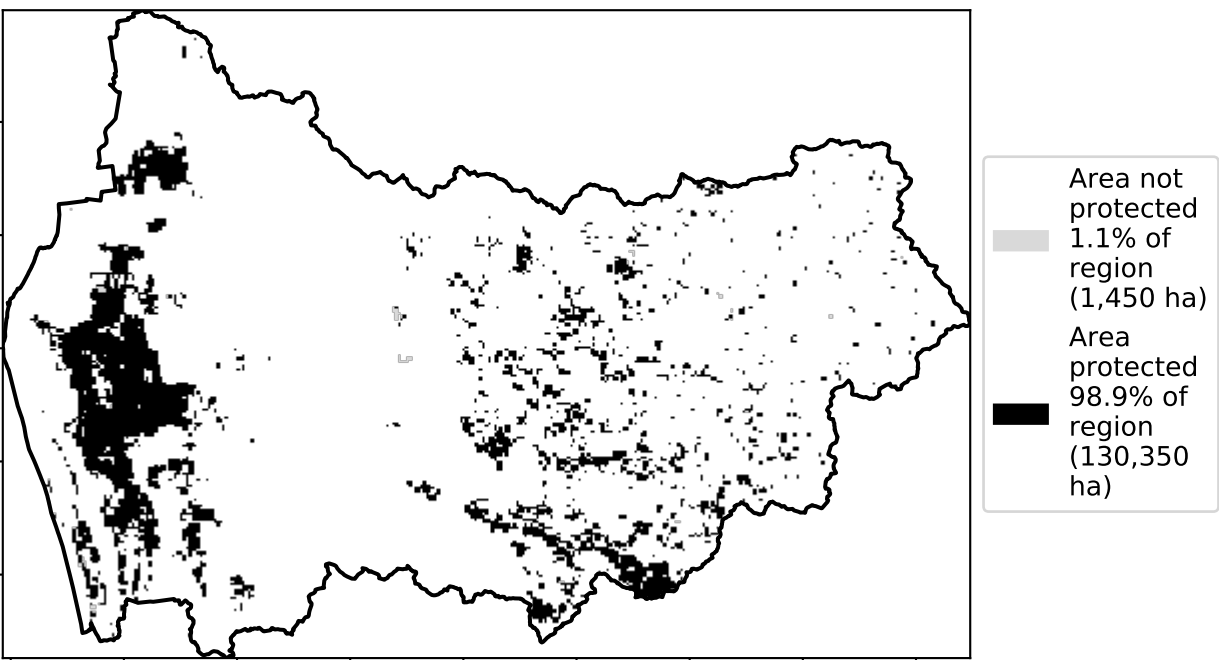 Area not
protected
1.1% of
region
(1,450 ha)
Area
protected
98.9% of
region
(130,350
ha)